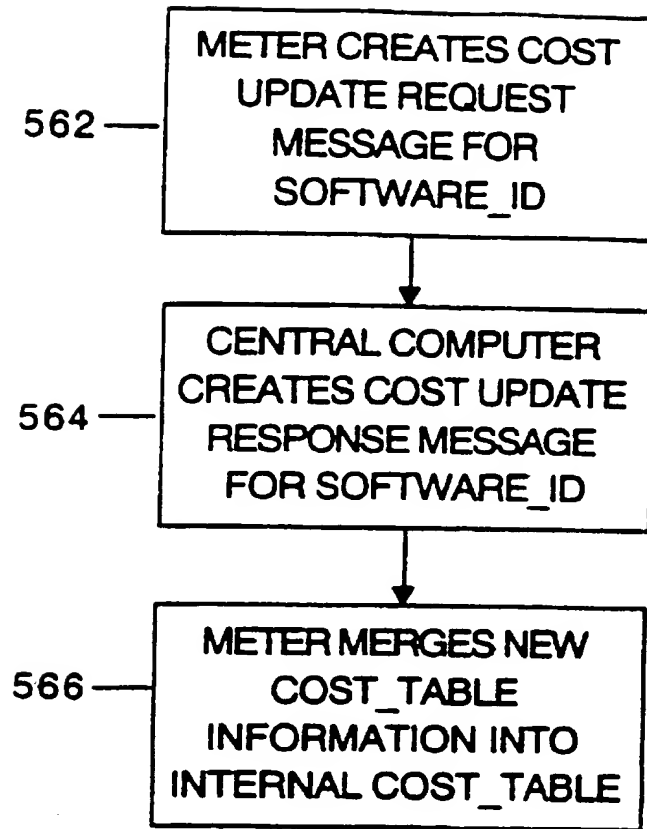 562
METER CREATES COST
UPDATE REQUEST
MESSAGE FOR
SOFTWARE_ID
564
CENTRAL COMPUTER
CREATES COST UPDATE
RESPONSE MESSAGE
FOR SOFTWARE_ID
566
METER MERGES NEW
COST_TABLE
INFORMATION INTO
INTERNAL COST_TABLE